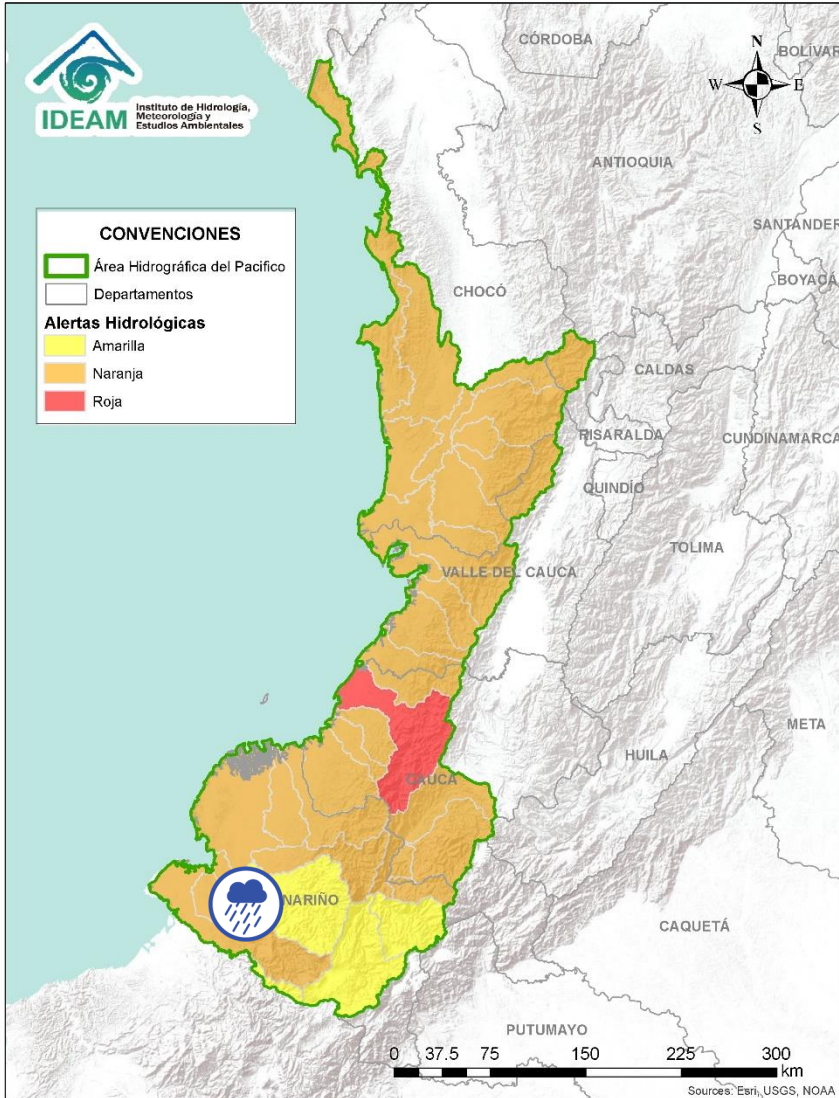 CÓRDOBA
BOLÍVAR
N
W
E
S
IDEAM
Instituto de Hidrología,
Meteorología y
Estudios Ambientales
ANTIOQUIA
SANTANDER
BOYACÁ
CONVENCIONES
Área Hidrográfica del Pacifico
Departamentos
Alertas Hidrológicas
Amarilla
Naranja
Roja
CHOCÓ
CALDAS
RISARALDA
CUNDINAMARCA
QUINDÍO
TOLIMA
VALLE DEL CAUCA
META
HUILA
CAUCA
NARIÑO
CAQUETÁ
PUTUMAYO
0 37.5 75 150 225 300
km
Sources: Esri, USGS, NOAA